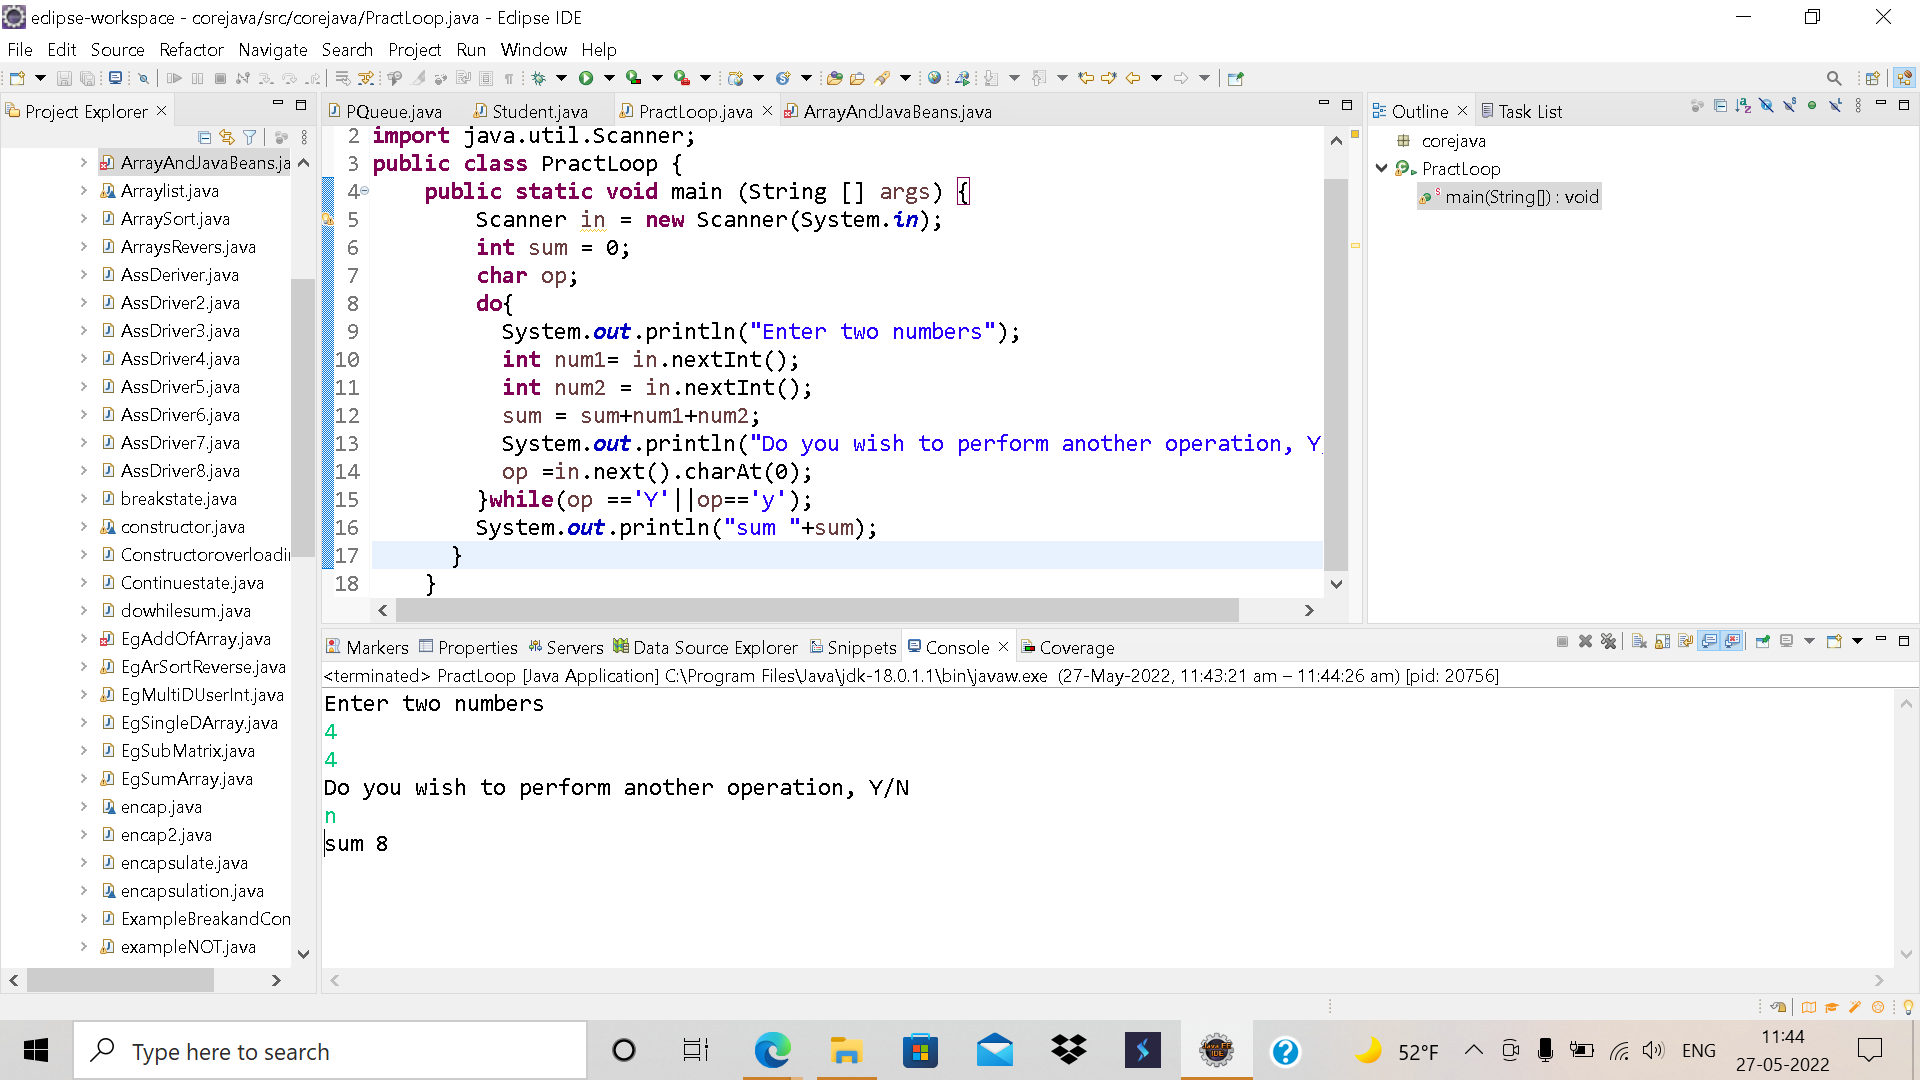 eclipse-workspace - corejava/src/corejava/PractLoop.java - Eclipse IDE
File Edit Source Refactor Navigate Search Project Run Window Help
Project Explorer
ArrayAndJavaBeans.ja
Arraylist.java
ArraySort.java
ArraysRevers.java
AssDeriver.java
AssDriver2.java
AssDriver3.java
AssDriver4.java
AssDriver5.java
AssDriver6.java
AssDriver7.java
AssDriver8.java
breakstate.java
constructor.java
Constructoroverloadin
Continuestate.java
dowhilesum.java
EgAddOfArray.java
EgArSortReverse.java
EgMultiDUserInt.java
EgSingleDArray.java
EgSubMatrix.java
EgSumArray.java
encap.java
encap2.java
encapsulate.java
encapsulation.java
ExampleBreakandCon
exampleNOT.java
PQueue.java Student.java PractLoop.java ArrayAndJavaBeans.java
2 import java.util.Scanner;
3 public class PractLoop {
4 public static void main (String [] args) {
5 Scanner in = new Scanner(System.in);
6 int sum = 0;
7 char op;
8 do{
9 System.out.println("Enter two numbers");
10 int num1= in.nextInt();
11 int num2 = in.nextInt();
12 sum = sum+num1+num2;
13 System.out.println("Do you wish to perform another operation, Y
14 op =in.next().charAt(0);
15 }while(op =='Y'||op=='y');
16 System.out.println("sum "+sum);
17 }
18 }
Outline Task List
corejava
PractLoop
main(String[]) : void
Markers Properties Servers Data Source Explorer Snippets Console Coverage
<terminated> PractLoop [Java Application] C:\Program Files\Java\jdk-18.0.1.1\bin\javaw.exe (27-May-2022, 11:43:21 am – 11:44:26 am) [pid: 20756]
Enter two numbers
4
4
Do you wish to perform another operation, Y/N
n
sum 8
Type here to search
52°F
ENG
11:44
27-05-2022